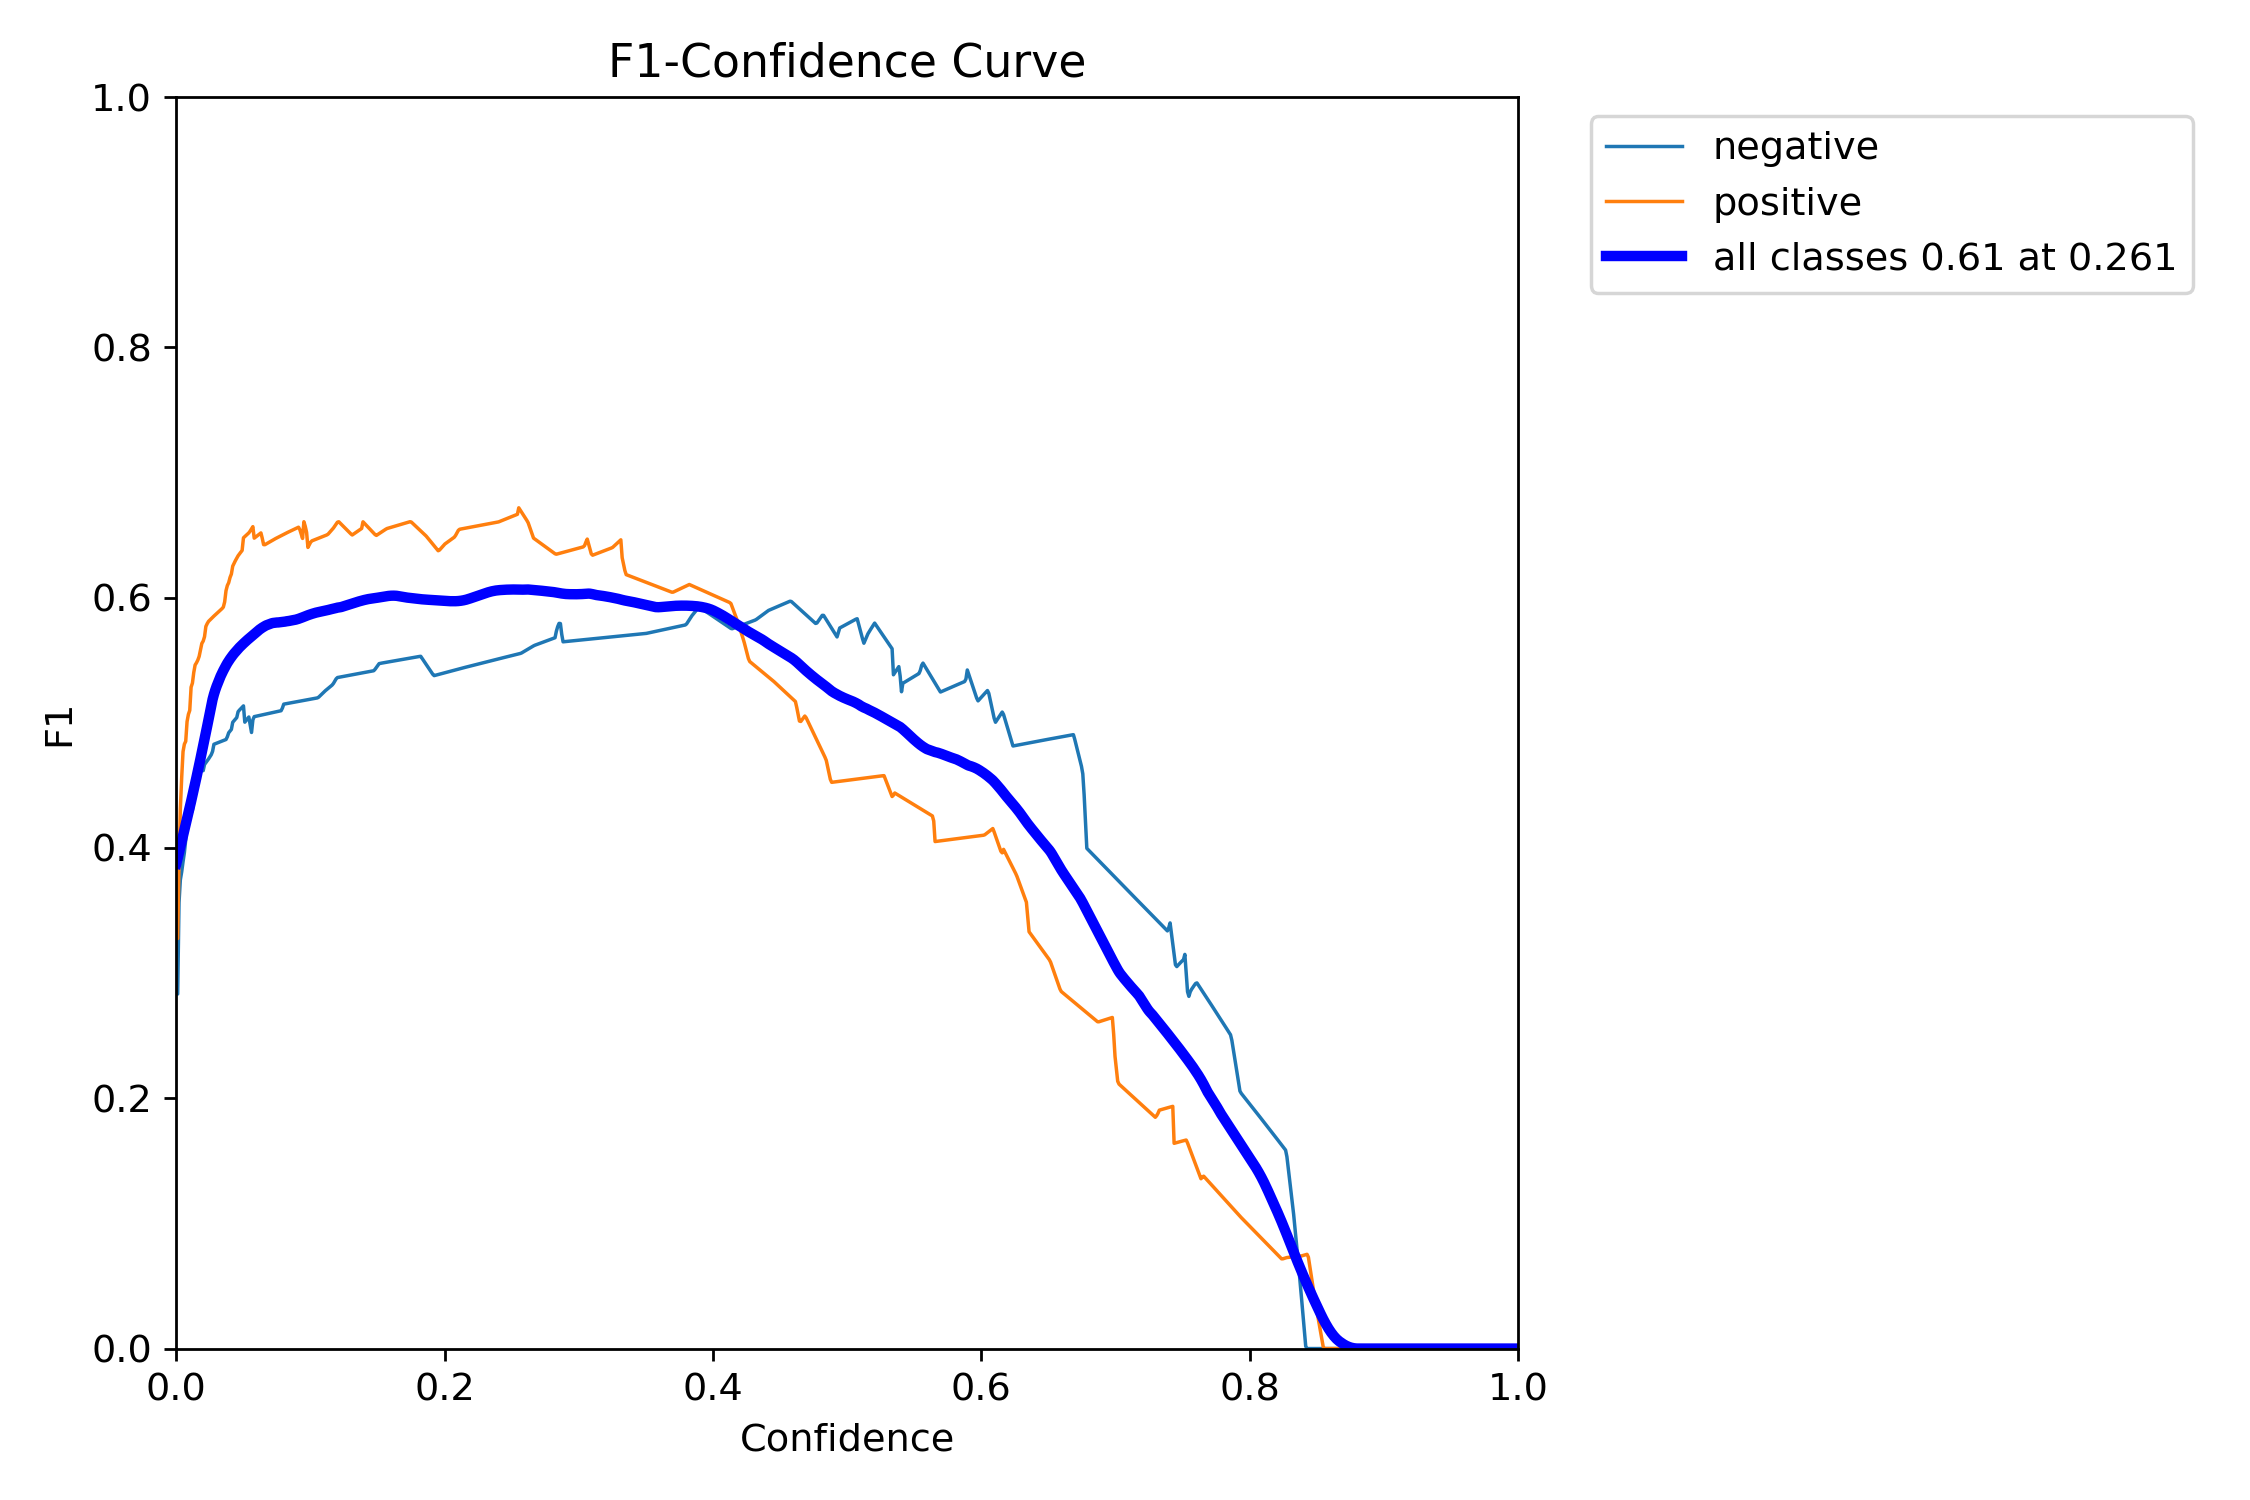 F1-Confidence Curve
1.0
0.8
0.6
0.4
0.2
0.0
F1
0.0 0.2 0.4 0.6 0.8 1.0
Confidence
negative
positive
all classes 0.61 at 0.261